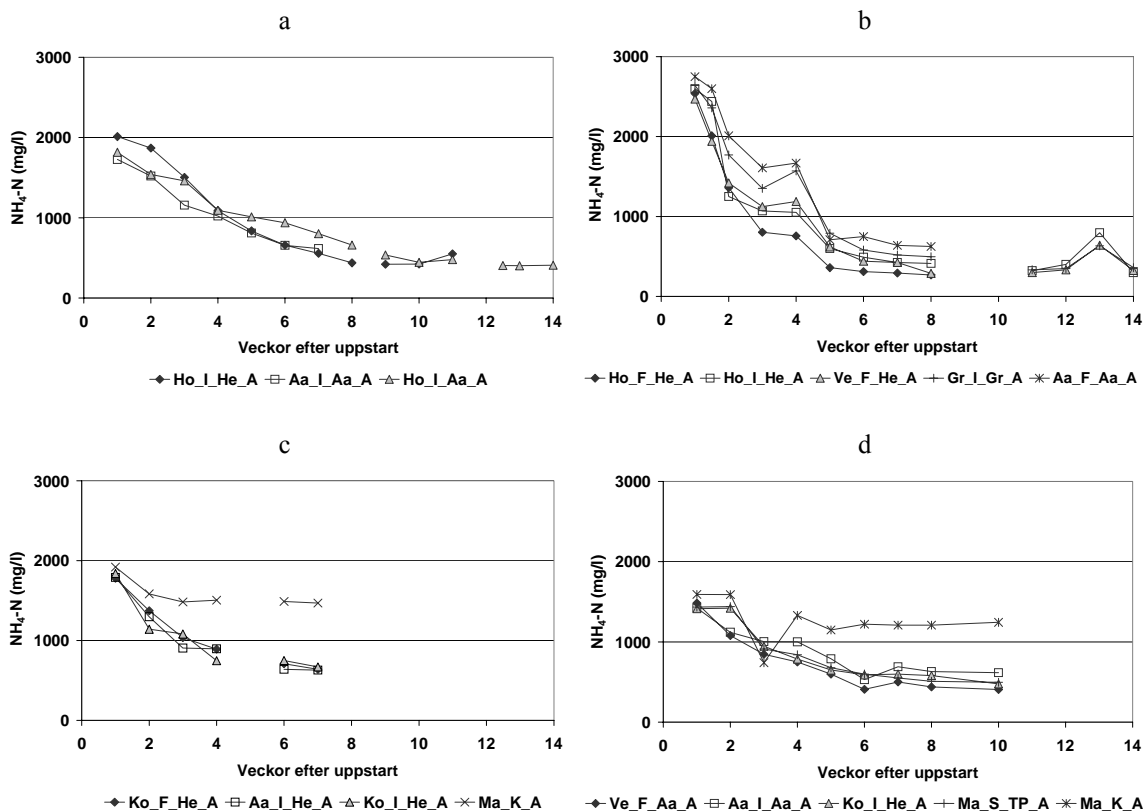 a
3000
2000
1000
0
NH4-N (mg/l)
0 2 4 6 8 10 12 14
Veckor efter uppstart
Ho_I_He_A Aa_I_Aa_A Ho_I_Aa_A
b
3000
2000
1000
0
NH4-N (mg/l)
0 2 4 6 8 10 12 14
Veckor efter uppstart
Ho_F_He_A Ho_I_He_A Ve_F_He_A Gr_I_Gr_A Aa_F_Aa_A
c
3000
2000
1000
0
NH4-N (mg/l)
0 2 4 6 8 10 12 14
Veckor efter uppstart
Ko_F_He_A Aa_I_He_A Ko_I_He_A Ma_K_A
d
3000
2000
1000
0
NH4-N (mg/l)
0 2 4 6 8 10 12 14
Veckor efter uppstart
Ve_F_Aa_A Aa_I_Aa_A Ko_I_He_A Ma_S_TP_A Ma_K_A